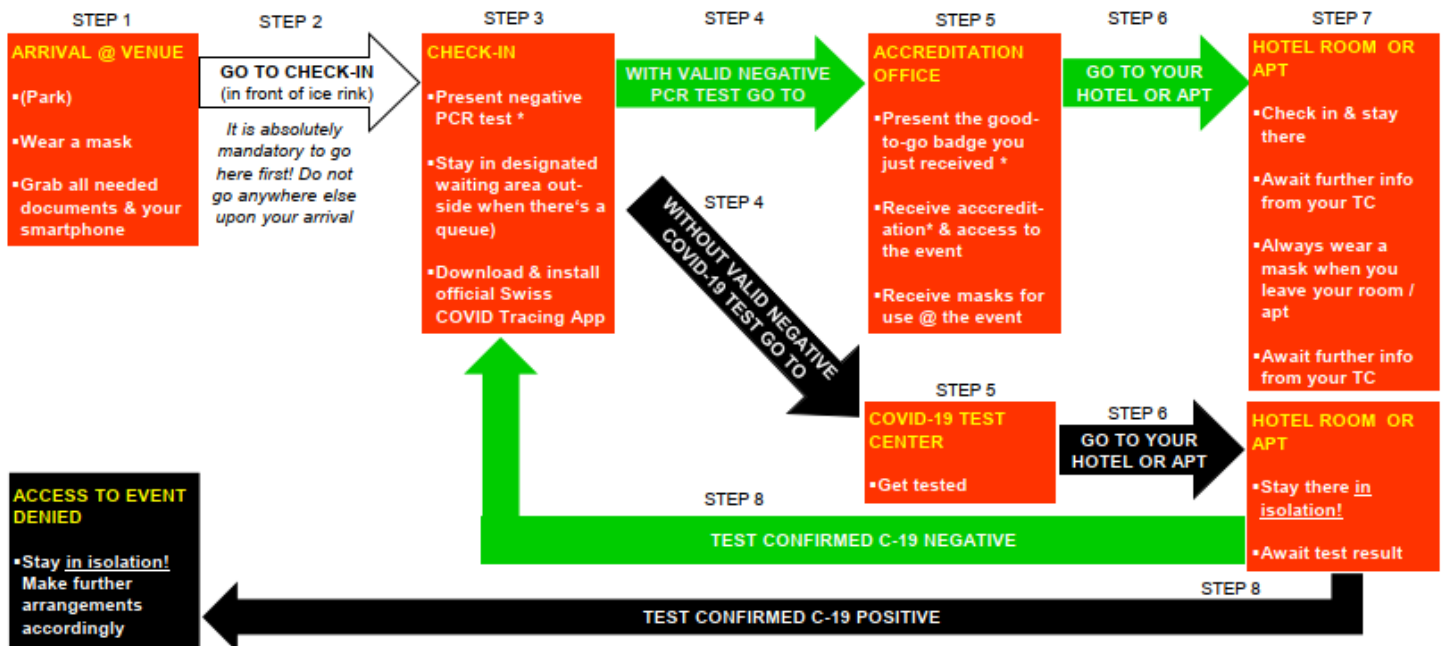 STEP 1
ARRIVAL @ VENUE
▪(Park)
▪Wear a mask
▪Grab all needed
documents & your
smartphone
STEP 2
GO TO CHECK-IN
(in front of ice rink)
It is absolutely
mandatory to go
here first! Do not
go anywhere else
upon your arrival
STEP 3
CHECK-IN
▪Present negative
PCR test *
▪Stay in designated
waiting area out-
side when there's a
queue)
▪Download & install
official Swiss
COVID Tracing App
STEP 4
WITH VALID NEGATIVE
PCR TEST GO TO
STEP 5
ACCREDITATION
OFFICE
▪Present the good-
to-go badge you
just received *
▪Receive acccredit-
ation* & access to
the event
▪Receive masks for
use @ the event
STEP 6
GO TO YOUR
HOTEL OR APT
STEP 7
HOTEL ROOM OR
APT
▪Check in & stay
there
▪Await further info
from your TC
▪Always wear a
mask when you
leave your room /
apt
▪Await further info
from your TC
STEP 4
WITHOUT VALID NEGATIVE
COVID-19 TEST GO TO
STEP 5
COVID-19 TEST
CENTER
▪Get tested
STEP 6
GO TO YOUR
HOTEL OR APT
HOTEL ROOM OR
APT
▪Stay there in
isolation!
▪Await test result
STEP 8
TEST CONFIRMED C-19 NEGATIVE
STEP 8
TEST CONFIRMED C-19 POSITIVE
ACCESS TO EVENT
DENIED
▪Stay in isolation!
Make further
arrangements
accordingly